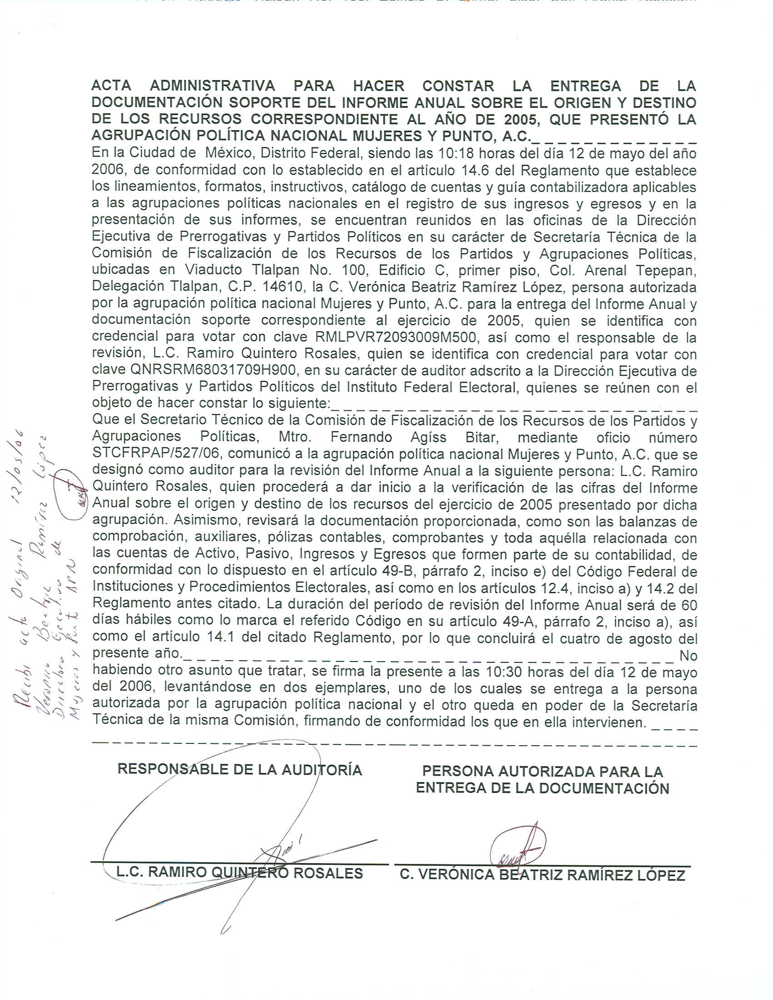 ACTA ADMINISTRATIVA PARA HACER CONSTAR LA ENTREGA DE LA
DOCUMENTACIÓN SOPORTE DEL INFORME ANUAL SOBRE EL ORIGEN Y DESTINO
DE LOS RECURSOS CORRESPONDIENTE AL AÑO DE 2005, QUE PRESENTÓ LA
AGRUPACIÓN POLÍTICA NACIONAL MUJERES Y PUNTO, A.C._ _ _ _ _ _ _ _ _ _ _ _ _
En la Ciudad de México, Distrito Federal, siendo las 10:18 horas del día 12 de mayo del año
2006, de conformidad con lo establecido en el artículo 14.6 del Reglamento que establece
los lineamientos, formatos, instructivos, catálogo de cuentas y guía contabilizadora aplicables
a las agrupaciones políticas nacionales en el registro de sus ingresos y egresos y en la
presentación de sus informes, se encuentran reunidos en las oficinas de la Dirección
Ejecutiva de Prerrogativas y Partidos Políticos en su carácter de Secretaría Técnica de la
Comisión de Fiscalización de los Recursos de los Partidos y Agrupaciones Políticas,
ubicadas en Viaducto Tlalpan No. 100, Edificio C, primer piso, Col. Arenal Tepepan,
Delegación Tlalpan, C.P. 14610, la C. Verónica Beatriz Ramírez López, persona autorizada
por la agrupación política nacional Mujeres y Punto, A.C. para la entrega del Informe Anual y
documentación soporte correspondiente al ejercicio de 2005, quien se identifica con
credencial para votar con clave RMLPVR72093009M500, así como el responsable de la
revisión, L.C. Ramiro Quintero Rosales, quien se identifica con credencial para votar con
clave QNRSRM68031709H900, en su carácter de auditor adscrito a la Dirección Ejecutiva de
Prerrogativas y Partidos Políticos del Instituto Federal Electoral, quienes se reúnen con el
objeto de hacer constar lo siguiente:_ _ _ _ _ _ _ _ _ _ _ _ _ _ _ _ _ _ _ _ _ _ _ _ _ _ _ _ _
Que el Secretario Técnico de la Comisión de Fiscalización de los Recursos de los Partidos y
Agrupaciones Políticas, Mtro. Fernando Agíss Bitar, mediante oficio número
STCFRPAP/527/06, comunicó a la agrupación política nacional Mujeres y Punto, A.C. que se
designó como auditor para la revisión del Informe Anual a la siguiente persona: L.C. Ramiro
Quintero Rosales, quien procederá a dar inicio a la verificación de las cifras del Informe
Anual sobre el origen y destino de los recursos del ejercicio de 2005 presentado por dicha
agrupación. Asimismo, revisará la documentación proporcionada, como son las balanzas de
comprobación, auxiliares, pólizas contables, comprobantes y toda aquélla relacionada con
las cuentas de Activo, Pasivo, Ingresos y Egresos que formen parte de su contabilidad, de
conformidad con lo dispuesto en el artículo 49-B, párrafo 2, inciso e) del Código Federal de
Instituciones y Procedimientos Electorales, así como en los artículos 12.4, inciso a) y 14.2 del
Reglamento antes citado. La duración del período de revisión del Informe Anual será de 60
días hábiles como lo marca el referido Código en su artículo 49-A, párrafo 2, inciso a), así
como el artículo 14.1 del citado Reglamento, por lo que concluirá el cuatro de agosto del
presente año._ _ _ _ _ _ _ _ _ _ _ _ _ _ _ _ _ _ _ _ _ _ _ _ _ _ _ _ _ _ _ _ _ _ _ _ No
habiendo otro asunto que tratar, se firma la presente a las 10:30 horas del día 12 de mayo
del 2006, levantándose en dos ejemplares, uno de los cuales se entrega a la persona
autorizada por la agrupación política nacional y el otro queda en poder de la Secretaría
Técnica de la misma Comisión, firmando de conformidad los que en ella intervienen. _ _ _ _
RESPONSABLE DE LA AUDITORÍA
L.C. RAMIRO QUINTERO ROSALES
PERSONA AUTORIZADA PARA LA
ENTREGA DE LA DOCUMENTACIÓN
C. VERÓNICA BEATRIZ RAMÍREZ LÓPEZ
Recibí acta Original 12/05/06
Veronica Beatriz Ramírez López
Directora Ejecutiva de
Mujeres y Punto APN